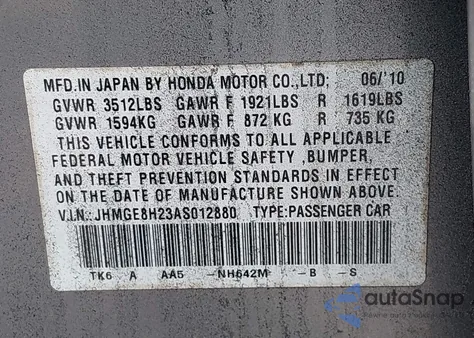 MFD.IN JAPAN BY HONDA MOTOR CO.,LTD; 06/'10
GVWR 3512LBS GAWR F 1921LBS R 1619LBS
GVWR 1594KG GAWR F 872 KG R 735 KG
THIS VEHICLE CONFORMS TO ALL APPLICABLE
FEDERAL MOTOR VEHICLE SAFETY ,BUMPER,
AND THEFT PREVENTION STANDARDS IN EFFECT
ON THE DATE OF MANUFACTURE SHOWN ABOVE.
V.I.N.:JHMGE8H23AS012880 TYPE:PASSENGER CAR
TK6 A AA5 -NH642M -B -S
autoSnap